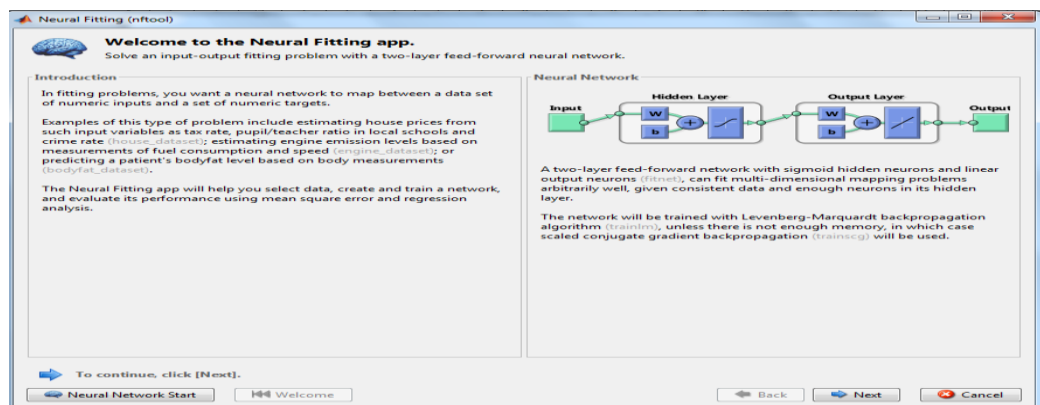 Neural Fitting (nftool)
Welcome to the Neural Fitting app.
Solve an input-output fitting problem with a two-layer feed-forward neural network.
Introduction
In fitting problems, you want a neural network to map between a data set
of numeric inputs and a set of numeric targets.
Examples of this type of problem include estimating house prices from
such input variables as tax rate, pupil/teacher ratio in local schools and
crime rate (house_dataset); estimating engine emission levels based on
measurements of fuel consumption and speed (engine_dataset); or
predicting a patient's bodyfat level based on body measurements
(bodyfat_dataset).
The Neural Fitting app will help you select data, create and train a network,
and evaluate its performance using mean square error and regression
analysis.
Neural Network
Hidden Layer
Output Layer
Input
Output
W
b
+
W
b
+
A two-layer feed-forward network with sigmoid hidden neurons and linear
output neurons (fitnet), can fit multi-dimensional mapping problems
arbitrarily well, given consistent data and enough neurons in its hidden
layer.
The network will be trained with Levenberg-Marquardt backpropagation
algorithm (trainlm), unless there is not enough memory, in which case
scaled conjugate gradient backpropagation (trainscg) will be used.
To continue, click [Next].
Neural Network Start
Welcome
Back
Next
Cancel